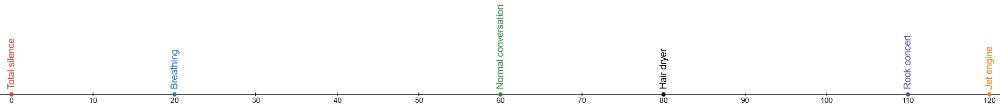 Total silence
Breathing
Normal conversation
Hair dryer
Rock concert
Jet engine
0 10 20 30 40 50 60 70 80 90 100 110 120